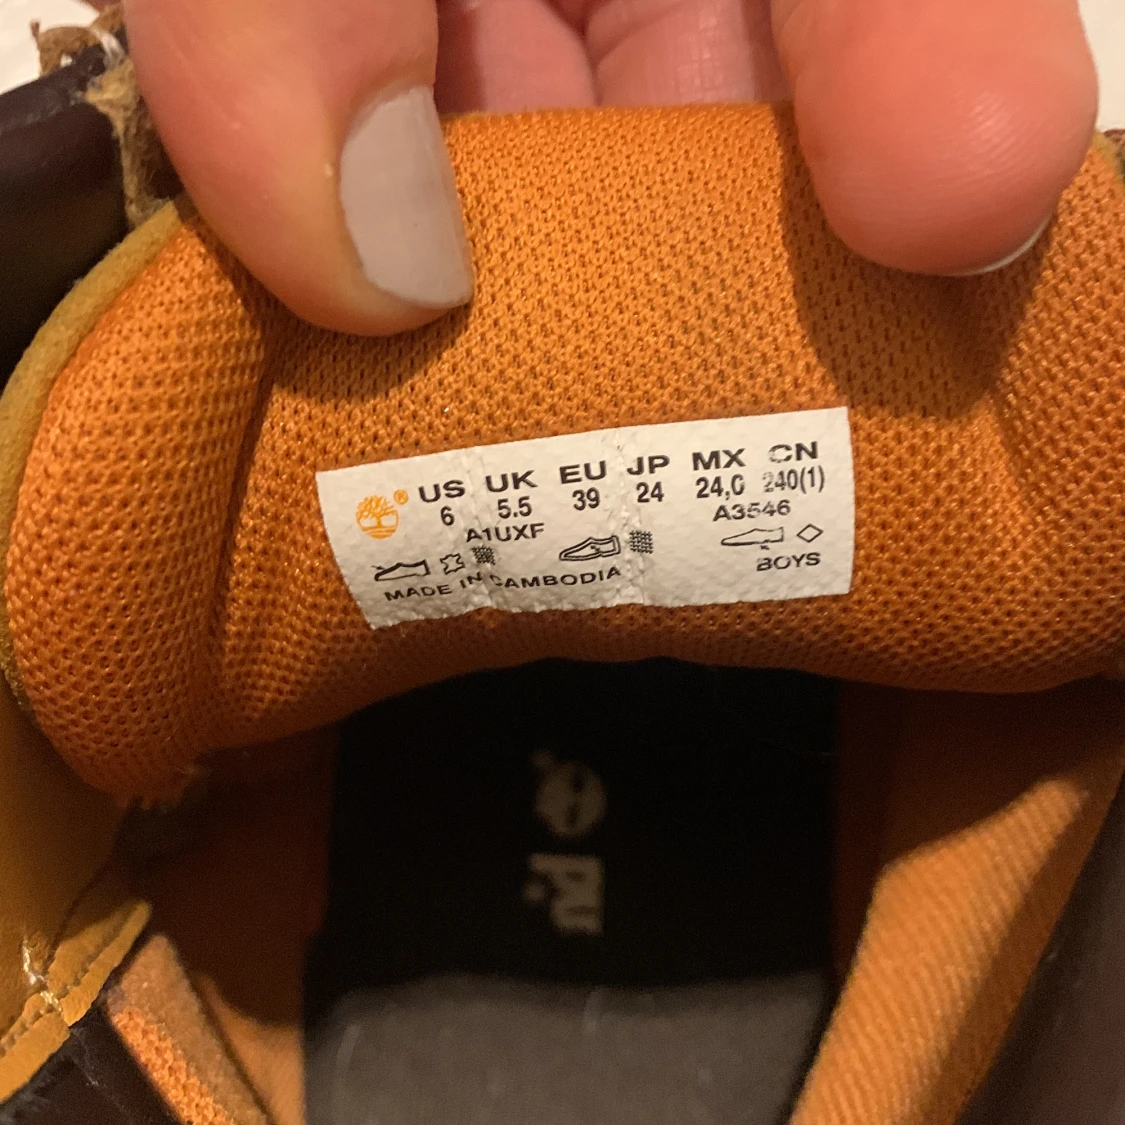 US UK EU JP MX CN
6 5.5 39 24 24,0 240(1)
A1UXF A3546
BOYS
MADE IN CAMBODIA
®